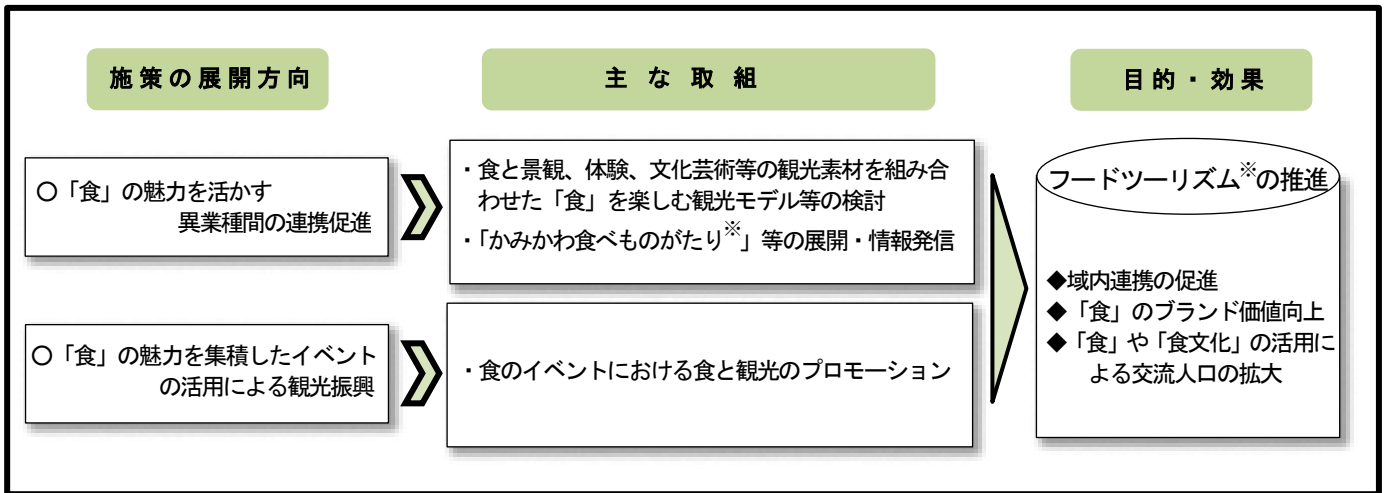 施策の展開方向
主な取組
目的・効果
〇「食」の魅力を活かす
異業種間の連携促進
・食と景観、体験、文化芸術等の観光素材を組み合
わせた「食」を楽しむ観光モデル等の検討
・「かみかわ食べものがたり※」等の展開・情報発信
〇「食」の魅力を集積したイベント
の活用による観光振興
・食のイベントにおける食と観光のプロモーション
フードツーリズム※の推進
◆域内連携の促進
◆「食」のブランド価値向上
◆「食」や「食文化」の活用に
よる交流人口の拡大